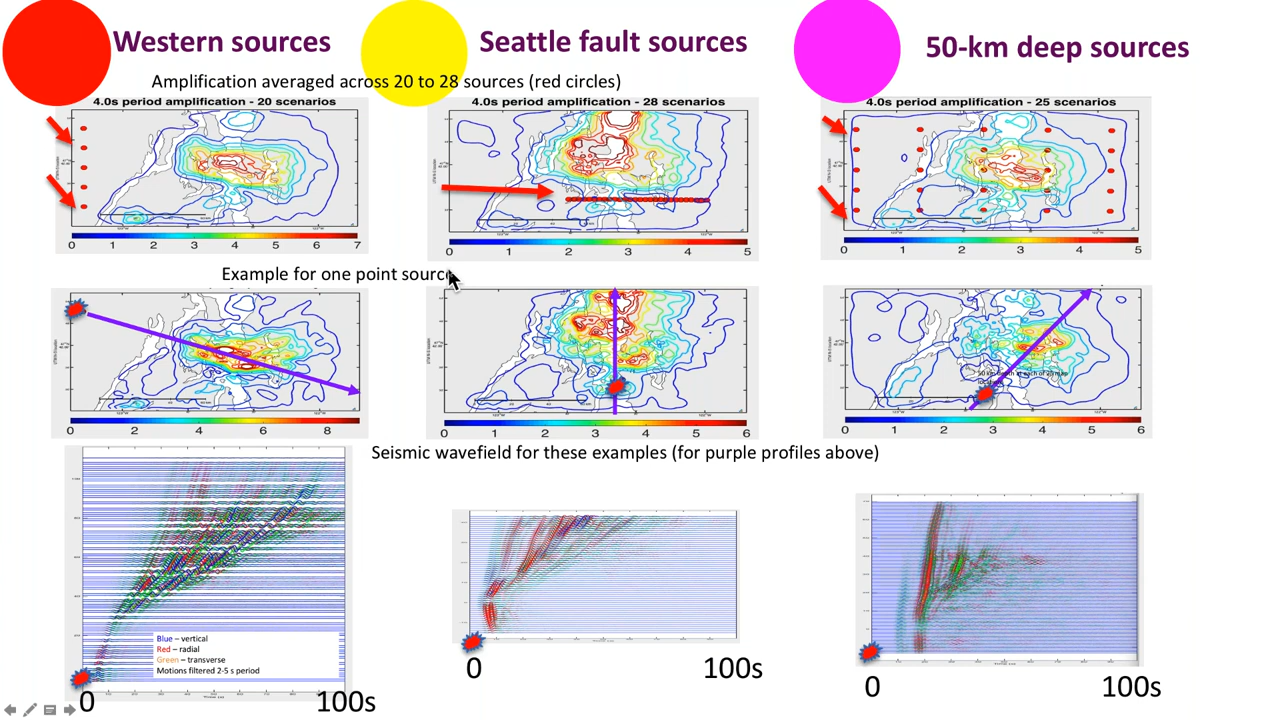 Western sources
Seattle fault sources
50-km deep sources
Amplification averaged across 20 to 28 sources (red circles)
4.0s period amplification - 20 scenarios
4.0s period amplification - 28 scenarios
4.0s period amplification - 25 scenarios
0 1 2 3 4 5 6 7
0 1 2 3 4 5
0 1 2 3 4 5
Example for one point source
0 2 4 6 8
0 1 2 3 4 5 6
0 1 2 3 4 5 6
Seismic wavefield for these examples (for purple profiles above)
Blue – vertical
Red – radial
Green – transverse
Motions filtered 2-5 s period
0 100s
0 100s
0 100s